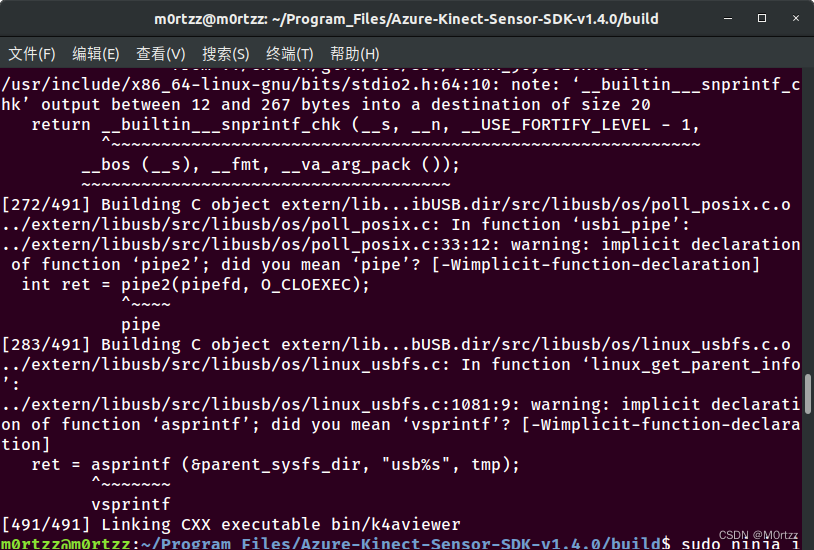 m0rtzz@m0rtzz: ~/Program_Files/Azure-Kinect-Sensor-SDK-v1.4.0/build
文件(F) 编辑(E) 查看(V) 搜索(S) 终端(T) 帮助(H)
/usr/include/x86_64-linux-gnu/bits/stdio2.h:64:10: note: ‘__builtin___snprintf_c
hk’ output between 12 and 267 bytes into a destination of size 20
   return __builtin___snprintf_chk (__s, __n, __USE_FORTIFY_LEVEL - 1,
          ^~~~~~~~~~~~~~~~~~~~~~~~~~~~~~~~~~~~~~~~~~~~~~~~~~~~~~~~~~~~
        __bos (__s), __fmt, __va_arg_pack ());
        ~~~~~~~~~~~~~~~~~~~~~~~~~~~~~~~~~~~~~
[272/491] Building C object extern/lib...ibUSB.dir/src/libusb/os/poll_posix.c.o
../extern/libusb/src/libusb/os/poll_posix.c: In function ‘usbi_pipe’:
../extern/libusb/src/libusb/os/poll_posix.c:33:12: warning: implicit declaration
 of function ‘pipe2’; did you mean ‘pipe’? [-Wimplicit-function-declaration]
  int ret = pipe2(pipefd, O_CLOEXEC);
            ^~~~~
            pipe
[283/491] Building C object extern/lib...bUSB.dir/src/libusb/os/linux_usbfs.c.o
../extern/libusb/src/libusb/os/linux_usbfs.c: In function ‘linux_get_parent_info
’:
../extern/libusb/src/libusb/os/linux_usbfs.c:1081:9: warning: implicit declarati
on of function ‘asprintf’; did you mean ‘vsprintf’? [-Wimplicit-function-declara
tion]
   ret = asprintf (&parent_sysfs_dir, "usb%s", tmp);
         ^~~~~~~~
         vsprintf
[491/491] Linking CXX executable bin/k4aviewer
m0rtzz@m0rtzz:~/Program_Files/Azure-Kinect-Sensor-SDK-v1.4.0/build$ sudo ninja i
CSDN @M0rtzz